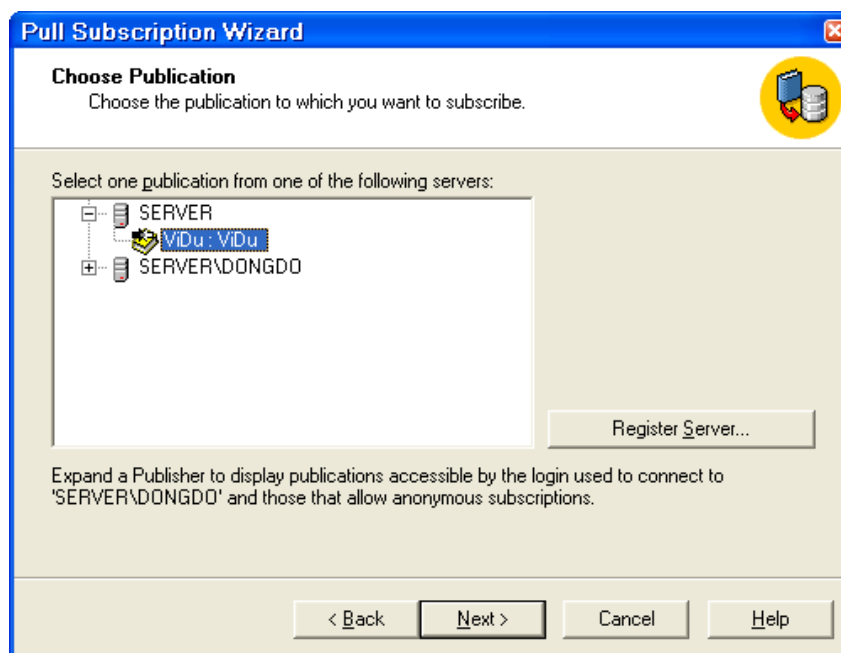 Pull Subscription Wizard
Choose Publication
Choose the publication to which you want to subscribe.
Select one publication from one of the following servers:
SERVER
ViDu : ViDu
SERVER\DONGDO
Register Server...
Expand a Publisher to display publications accessible by the login used to connect to
'SERVER\DONGDO' and those that allow anonymous subscriptions.
< Back
Next >
Cancel
Help